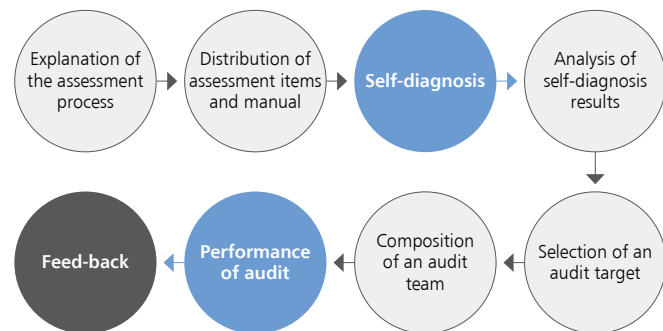 Explanation of
the assessment
process
Distribution of
assessment items
and manual
Self-diagnosis
Analysis of
self-diagnosis
results
Selection of an
audit target
Composition
of an audit
team
Performance
of audit
Feed-back